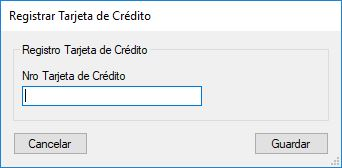 Registrar Tarjeta de Crédito
Registro Tarjeta de Crédito
Nro Tarjeta de Crédito
Cancelar
Guardar